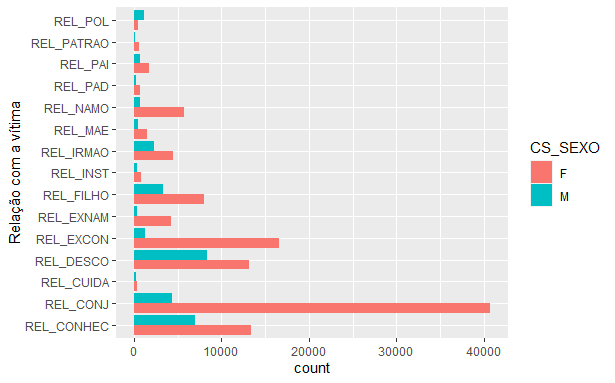 REL_POL
REL_PATRAO
REL_PAI
REL_PAD
REL_NAMO
REL_MAE
REL_IRMAO
REL_INST
REL_FILHO
REL_EXNAM
REL_EXCON
REL_DESCO
REL_CUIDA
REL_CONJ
REL_CONHEC
Relação com a vítima
0 10000 20000 30000 40000
count
CS_SEXO
F
M